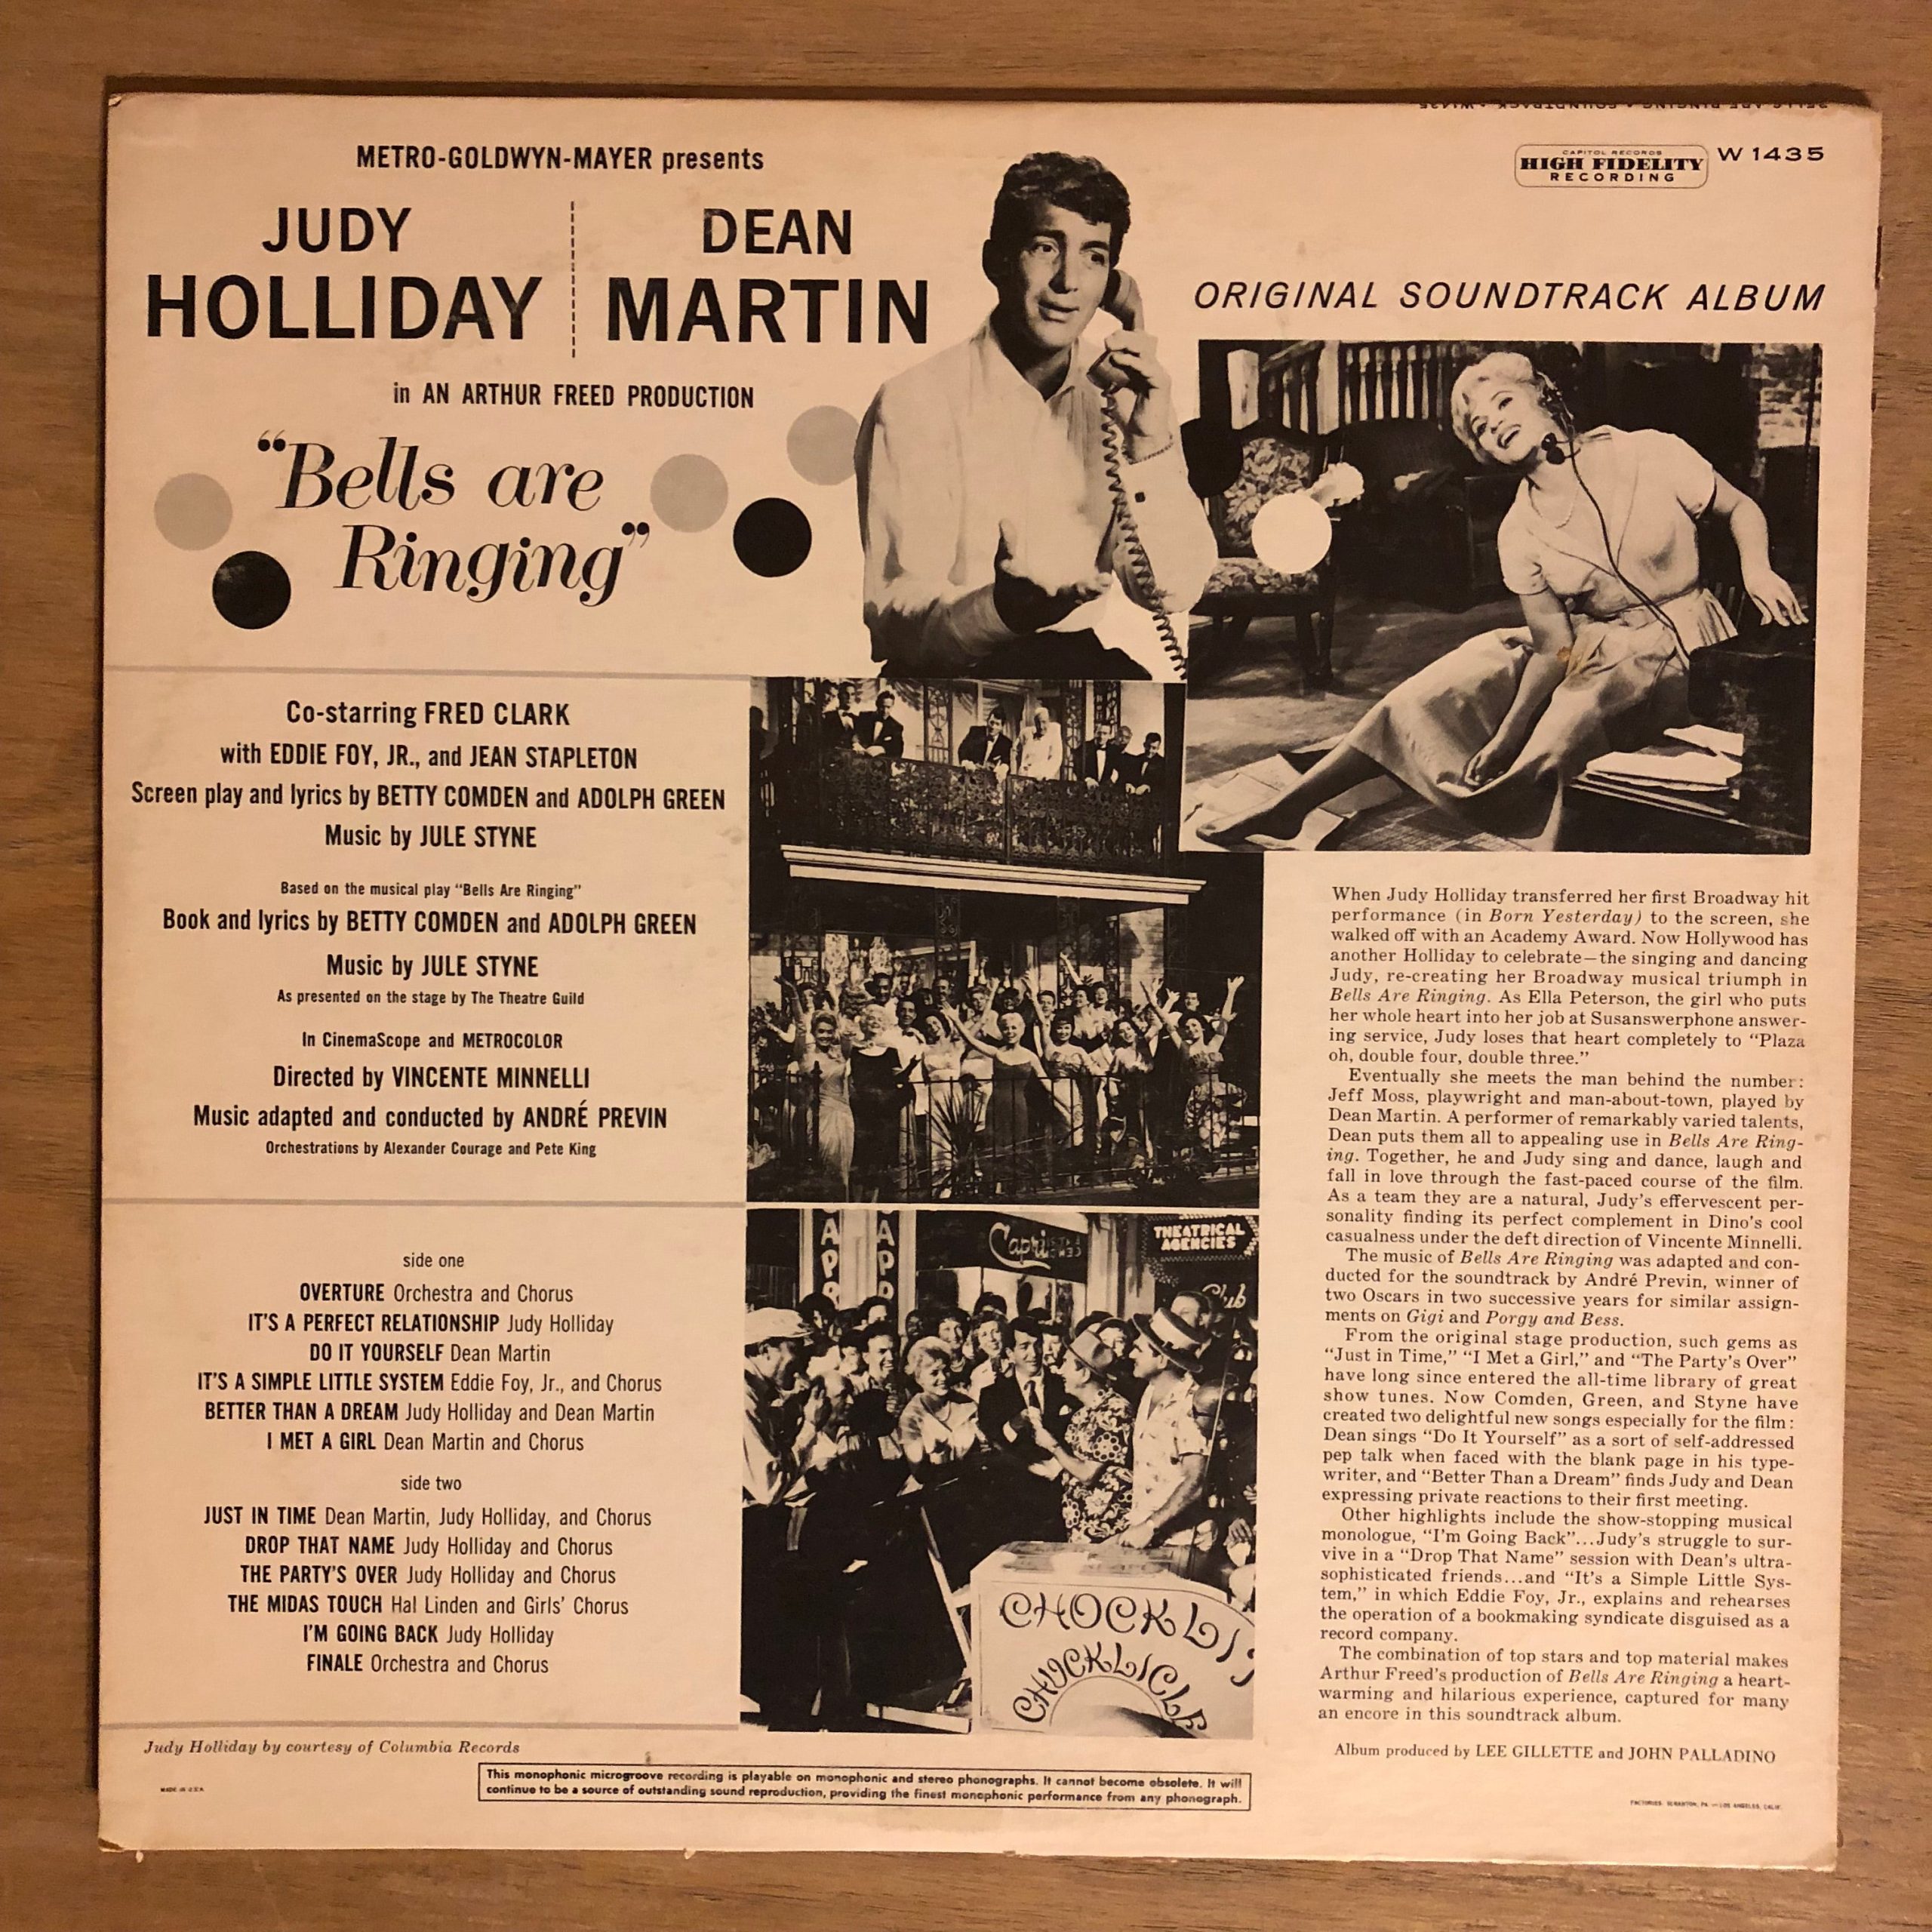 BELLS ARE RINGING • SOUNDTRACK • W1435
METRO-GOLDWYN-MAYER presents
CAPITOL RECORDS
HIGH FIDELITY
RECORDING
W 1435
JUDY
HOLLIDAY
DEAN
MARTIN
ORIGINAL SOUNDTRACK ALBUM
in AN ARTHUR FREED PRODUCTION
“Bells are
Ringing”
Co-starring FRED CLARK
with EDDIE FOY, JR., and JEAN STAPLETON
Screen play and lyrics by BETTY COMDEN and ADOLPH GREEN
Music by JULE STYNE
Based on the musical play “Bells Are Ringing”
Book and lyrics by BETTY COMDEN and ADOLPH GREEN
Music by JULE STYNE
As presented on the stage by The Theatre Guild
In CinemaScope and METROCOLOR
Directed by VINCENTE MINNELLI
Music adapted and conducted by ANDRÉ PREVIN
Orchestrations by Alexander Courage and Pete King
side one
OVERTURE Orchestra and Chorus
IT'S A PERFECT RELATIONSHIP Judy Holliday
DO IT YOURSELF Dean Martin
IT'S A SIMPLE LITTLE SYSTEM Eddie Foy, Jr., and Chorus
BETTER THAN A DREAM Judy Holliday and Dean Martin
I MET A GIRL Dean Martin and Chorus
side two
JUST IN TIME Dean Martin, Judy Holliday, and Chorus
DROP THAT NAME Judy Holliday and Chorus
THE PARTY'S OVER Judy Holliday and Chorus
THE MIDAS TOUCH Hal Linden and Girls' Chorus
I'M GOING BACK Judy Holliday
FINALE Orchestra and Chorus
Capri
THEATRICAL
AGENCIES
Club
CHOCKLIT
CHUCKLICLE
When Judy Holliday transferred her first Broadway hit
performance (in Born Yesterday) to the screen, she
walked off with an Academy Award. Now Hollywood has
another Holliday to celebrate—the singing and dancing
Judy, re-creating her Broadway musical triumph in
Bells Are Ringing. As Ella Peterson, the girl who puts
her whole heart into her job at Susanswerphone answer-
ing service, Judy loses that heart completely to “Plaza
oh, double four, double three.”
Eventually she meets the man behind the number:
Jeff Moss, playwright and man-about-town, played by
Dean Martin. A performer of remarkably varied talents,
Dean puts them all to appealing use in Bells Are Ring-
ing. Together, he and Judy sing and dance, laugh and
fall in love through the fast-paced course of the film.
As a team they are a natural, Judy's effervescent per-
sonality finding its perfect complement in Dino's cool
casualness under the deft direction of Vincente Minnelli.
The music of Bells Are Ringing was adapted and con-
ducted for the soundtrack by André Previn, winner of
two Oscars in two successive years for similar assign-
ments on Gigi and Porgy and Bess.
From the original stage production, such gems as
“Just in Time,” “I Met a Girl,” and “The Party's Over”
have long since entered the all-time library of great
show tunes. Now Comden, Green, and Styne have
created two delightful new songs especially for the film:
Dean sings “Do It Yourself” as a sort of self-addressed
pep talk when faced with the blank page in his type-
writer, and “Better Than a Dream” finds Judy and Dean
expressing private reactions to their first meeting.
Other highlights include the show-stopping musical
monologue, “I'm Going Back”...Judy's struggle to sur-
vive in a “Drop That Name” session with Dean's ultra-
sophisticated friends...and “It's a Simple Little Sys-
tem,” in which Eddie Foy, Jr., explains and rehearses
the operation of a bookmaking syndicate disguised as a
record company.
The combination of top stars and top material makes
Arthur Freed's production of Bells Are Ringing a heart-
warming and hilarious experience, captured for many
an encore in this soundtrack album.
Album produced by LEE GILLETTE and JOHN PALLADINO
Judy Holliday by courtesy of Columbia Records
MADE IN U.S.A.
This monophonic microgroove recording is playable on monophonic and stereo phonographs. It cannot become obsolete. It will
continue to be a source of outstanding sound reproduction, providing the finest monophonic performance from any phonograph.
FACTORIES: SCRANTON, PA. — LOS ANGELES, CALIF.